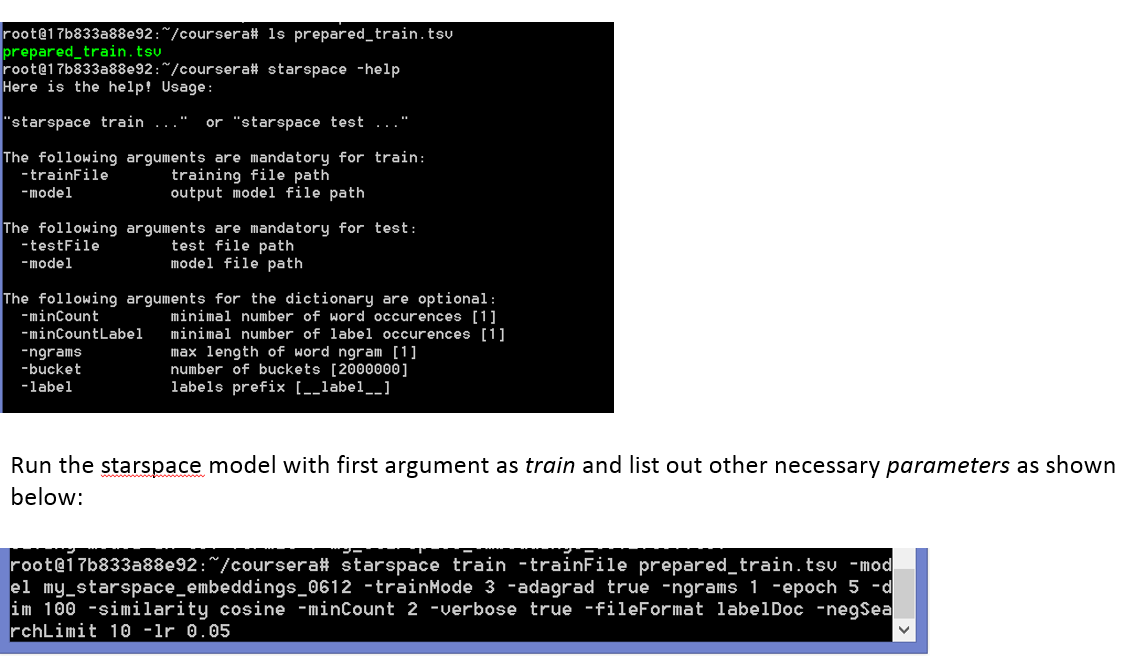 root@17b833a88e92:~/coursera# ls prepared_train.tsv
prepared_train.tsv
root@17b833a88e92:~/coursera# starspace -help
Here is the help! Usage:
"starspace train ..."  or "starspace test ..."
The following arguments are mandatory for train:
-trainFile       training file path
-model           output model file path
The following arguments are mandatory for test:
-testFile        test file path
-model           model file path
The following arguments for the dictionary are optional:
-minCount        minimal number of word occurences [1]
-minCountLabel   minimal number of label occurences [1]
-ngrams          max length of word ngram [1]
-bucket          number of buckets [2000000]
-label           labels prefix [__label__]
Run the starspace model with first argument as train and list out other necessary parameters as shown
below:
root@17b833a88e92:~/coursera# starspace train -trainFile prepared_train.tsv -mod
el my_starspace_embeddings_0612 -trainMode 3 -adagrad true -ngrams 1 -epoch 5 -d
im 100 -similarity cosine -minCount 2 -verbose true -fileFormat labelDoc -negSea
rchLimit 10 -lr 0.05